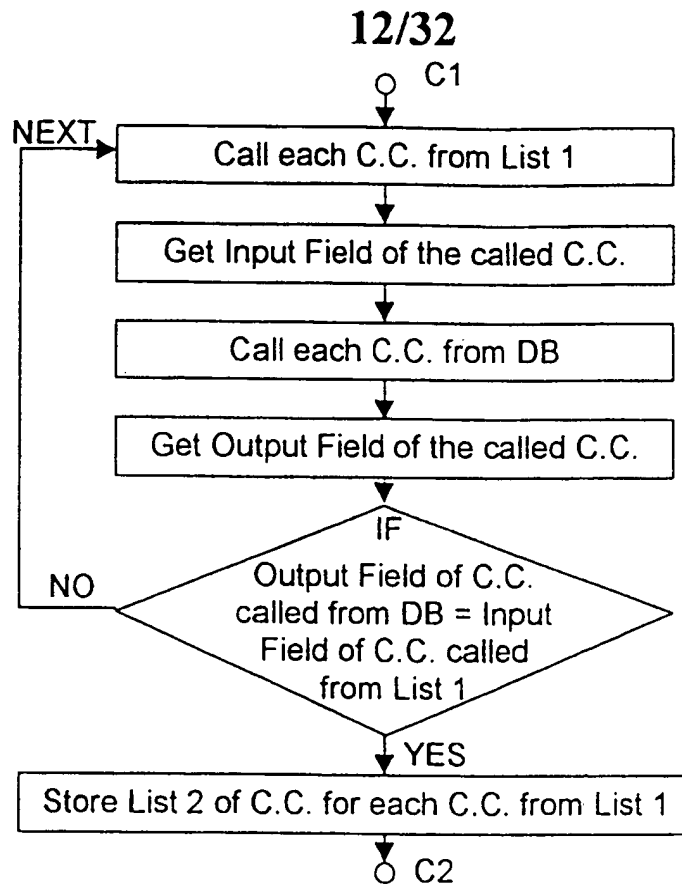 12/32
C1
NEXT
Call each C.C. from List 1
Get Input Field of the called C.C.
Call each C.C. from DB
Get Output Field of the called C.C.
IF
Output Field of C.C.
called from DB = Input
Field of C.C. called
from List 1
NO
YES
Store List 2 of C.C. for each C.C. from List 1
C2